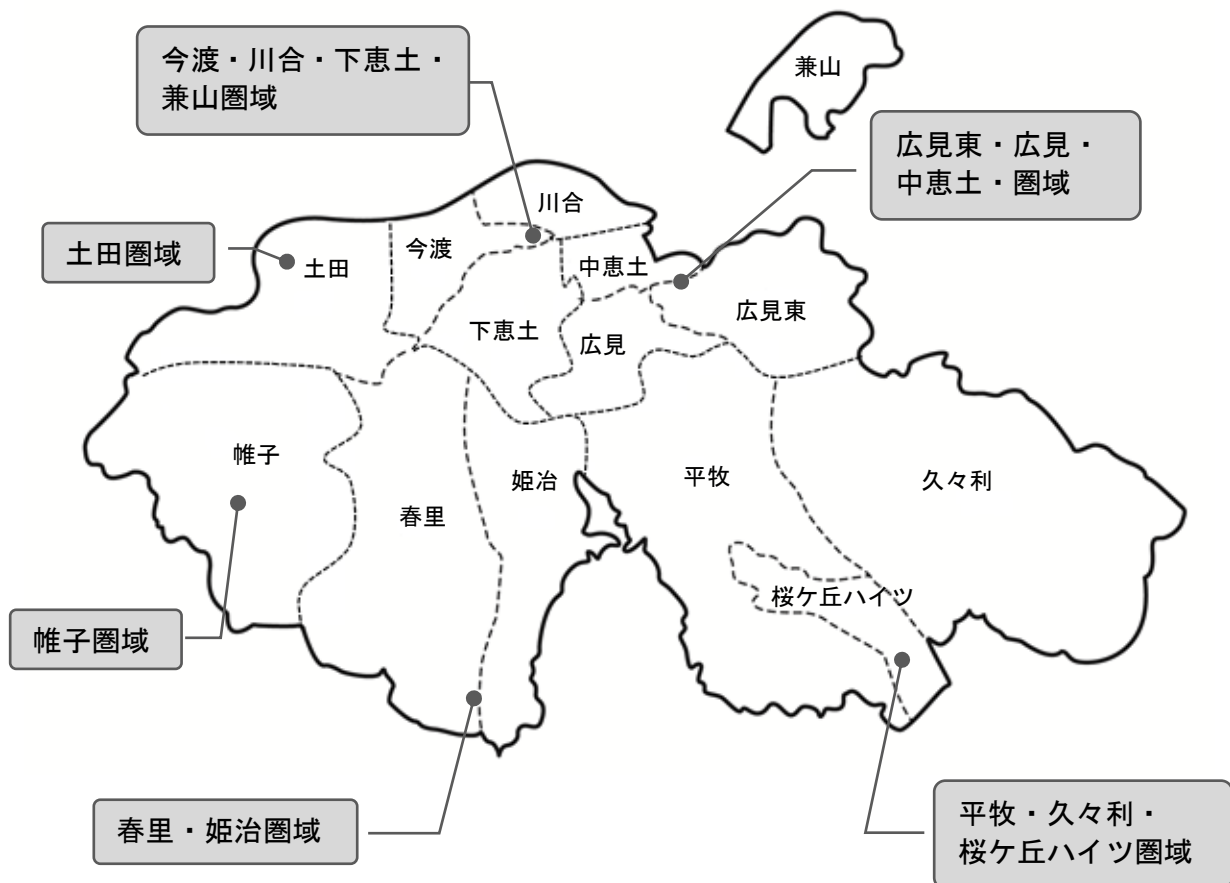 今渡・川合・下恵土・
兼山圏域
兼山
広見東・広見・
中恵土・圏域
川合
土田圏域
今渡
土田
中恵土
広見東
下恵土
広見
帷子
姫治
平牧
久々利
春里
桜ケ丘ハイツ
帷子圏域
春里・姫治圏域
平牧・久々利・
桜ケ丘ハイツ圏域